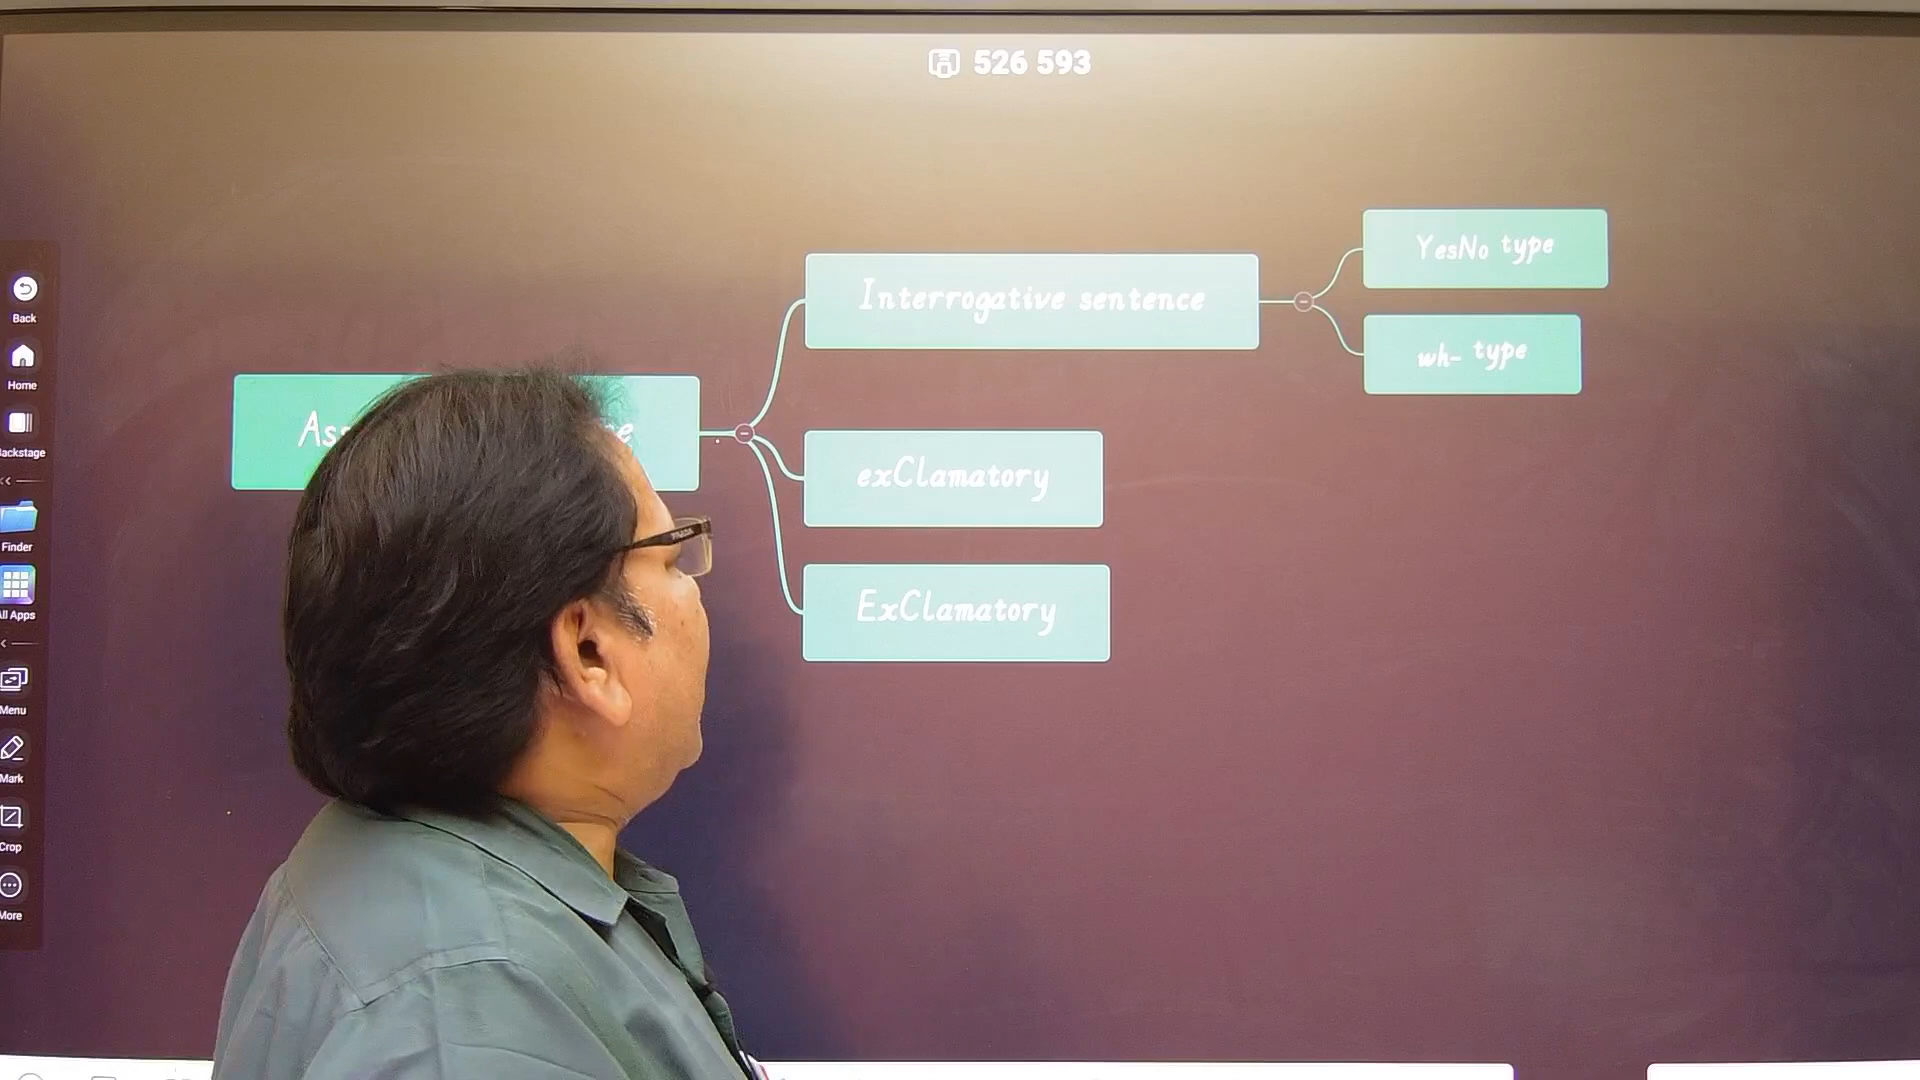 526 593
YesNo type
Interrogative sentence
wh- type
exClamatory
ExClamatory
Back
Home
Backstage
Finder
All Apps
Menu
Mark
Crop
More